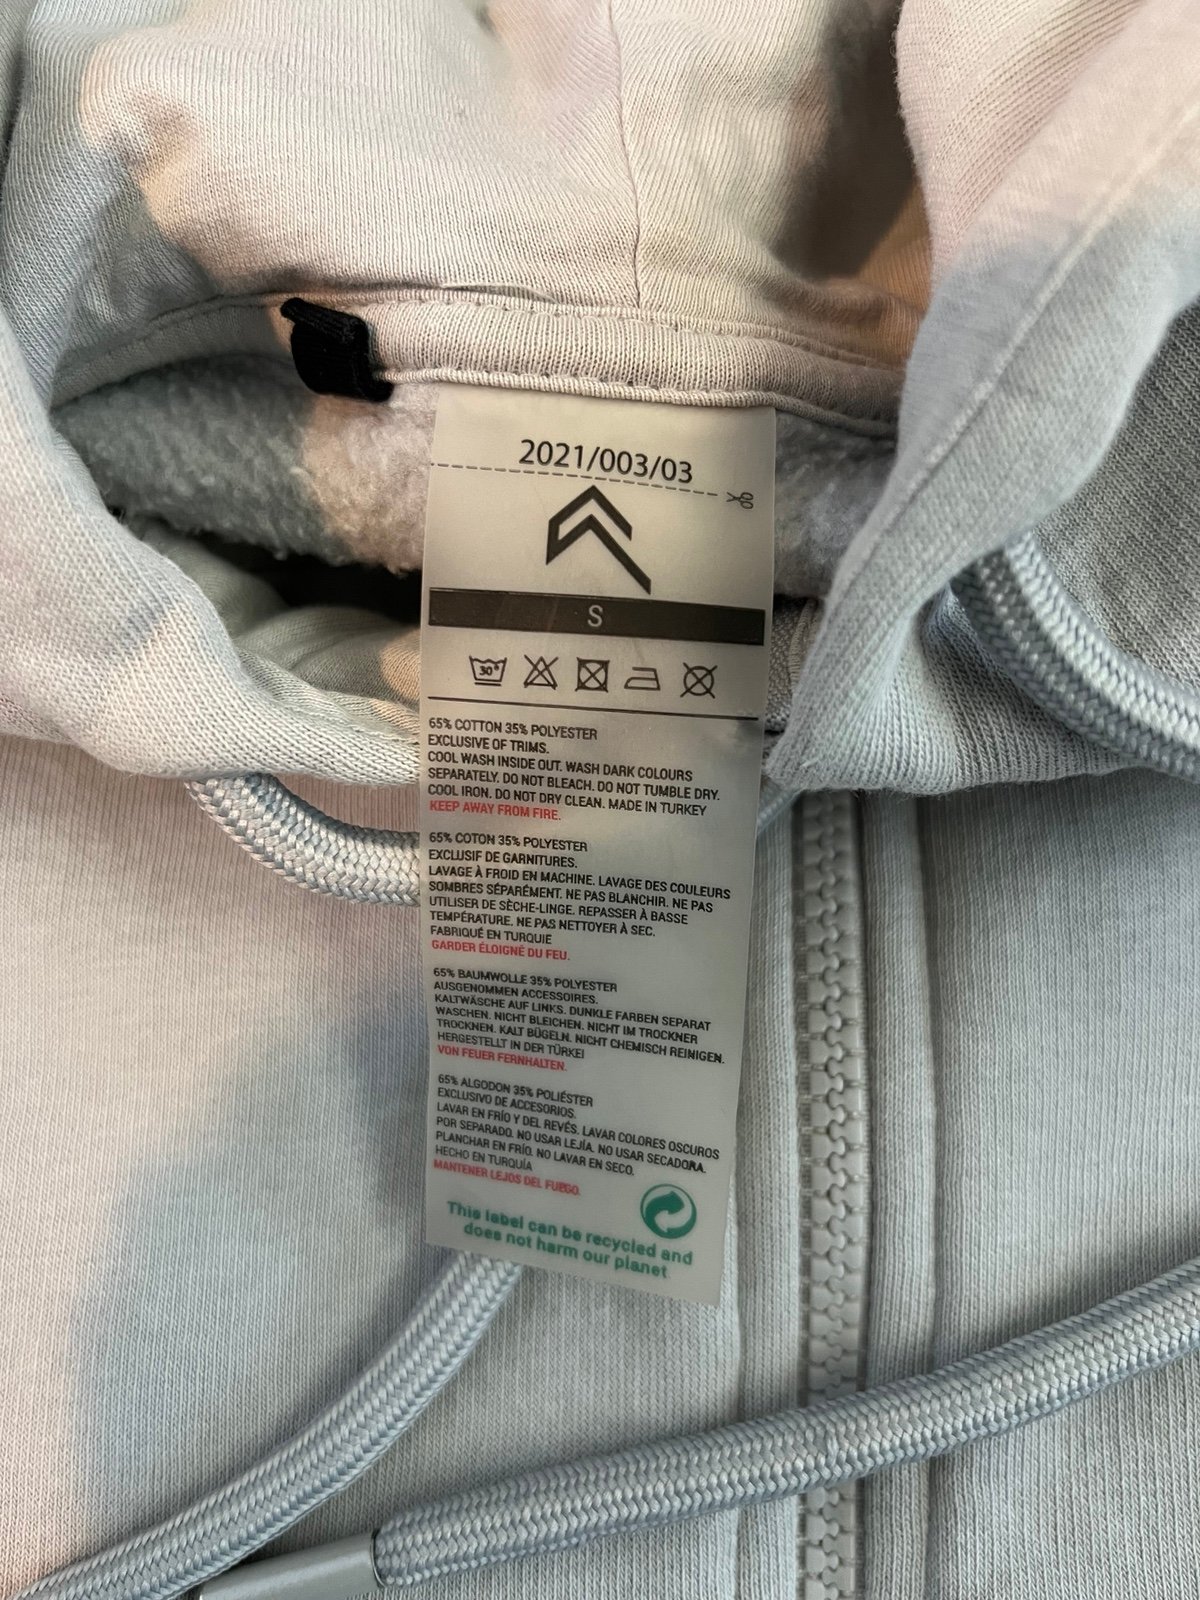 2021/003/03
S
30°
65% COTTON 35% POLYESTER
EXCLUSIVE OF TRIMS.
COOL WASH INSIDE OUT. WASH DARK COLOURS
SEPARATELY. DO NOT BLEACH. DO NOT TUMBLE DRY.
COOL IRON. DO NOT DRY CLEAN. MADE IN TURKEY
KEEP AWAY FROM FIRE.
65% COTON 35% POLYESTER
EXCLUSIF DE GARNITURES.
LAVAGE À FROID EN MACHINE. LAVAGE DES COULEURS
SOMBRES SÉPARÉMENT. NE PAS BLANCHIR. NE PAS
UTILISER DE SÈCHE-LINGE. REPASSER À BASSE
TEMPÉRATURE. NE PAS NETTOYER À SEC.
FABRIQUÉ EN TURQUIE
GARDER ÉLOIGNÉ DU FEU.
65% BAUMWOLLE 35% POLYESTER
AUSGENOMMEN ACCESSOIRES.
KALTWÄSCHE AUF LINKS. DUNKLE FARBEN SEPARAT
WASCHEN. NICHT BLEICHEN. NICHT IM TROCKNER
TROCKNEN. KALT BÜGELN. NICHT CHEMISCH REINIGEN.
HERGESTELLT IN DER TÜRKEI
VON FEUER FERNHALTEN.
65% ALGODON 35% POLIÉSTER
EXCLUSIVO DE ACCESORIOS.
LAVAR EN FRÍO Y DEL REVÉS. LAVAR COLORES OSCUROS
POR SEPARADO. NO USAR LEJÍA. NO USAR SECADORA.
PLANCHAR EN FRÍO. NO LAVAR EN SECO.
HECHO EN TURQUÍA
MANTENER LEJOS DEL FUEGO.
This label can be recycled and
does not harm our planet